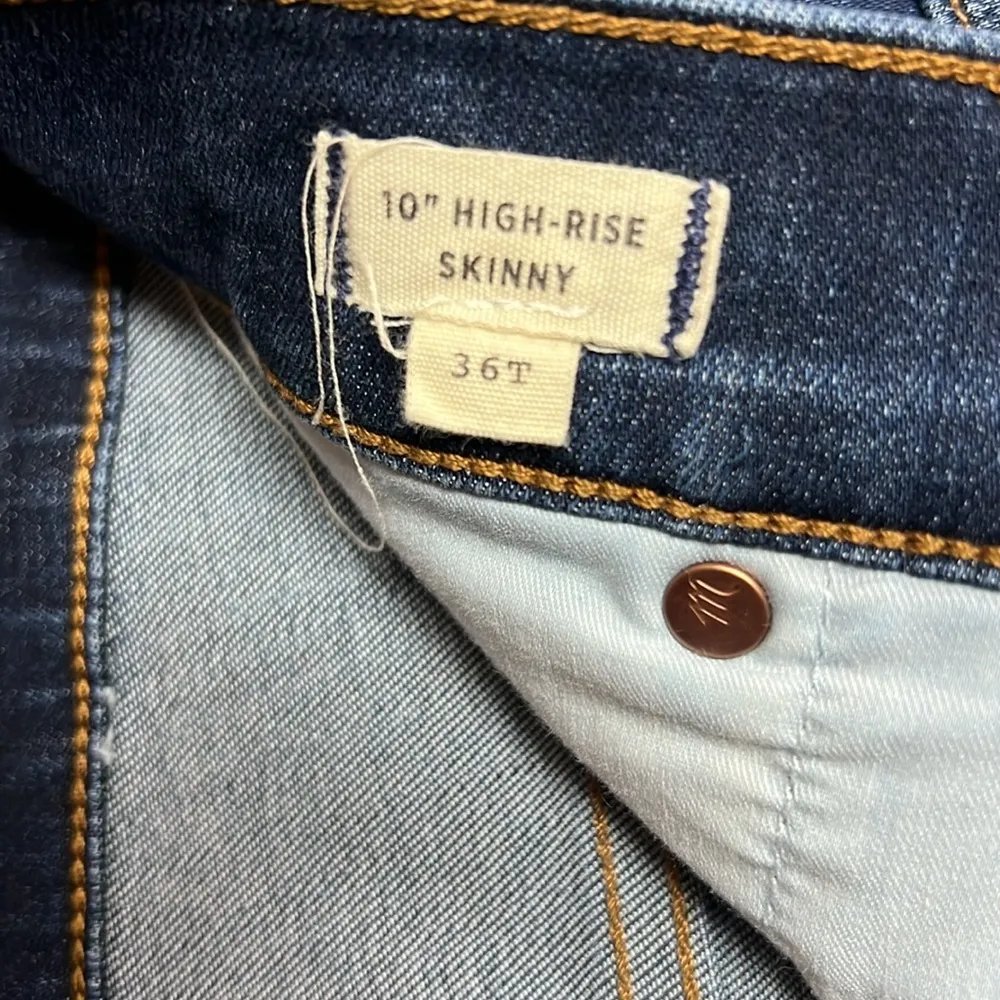 10" HIGH-RISE
SKINNY
36T
m